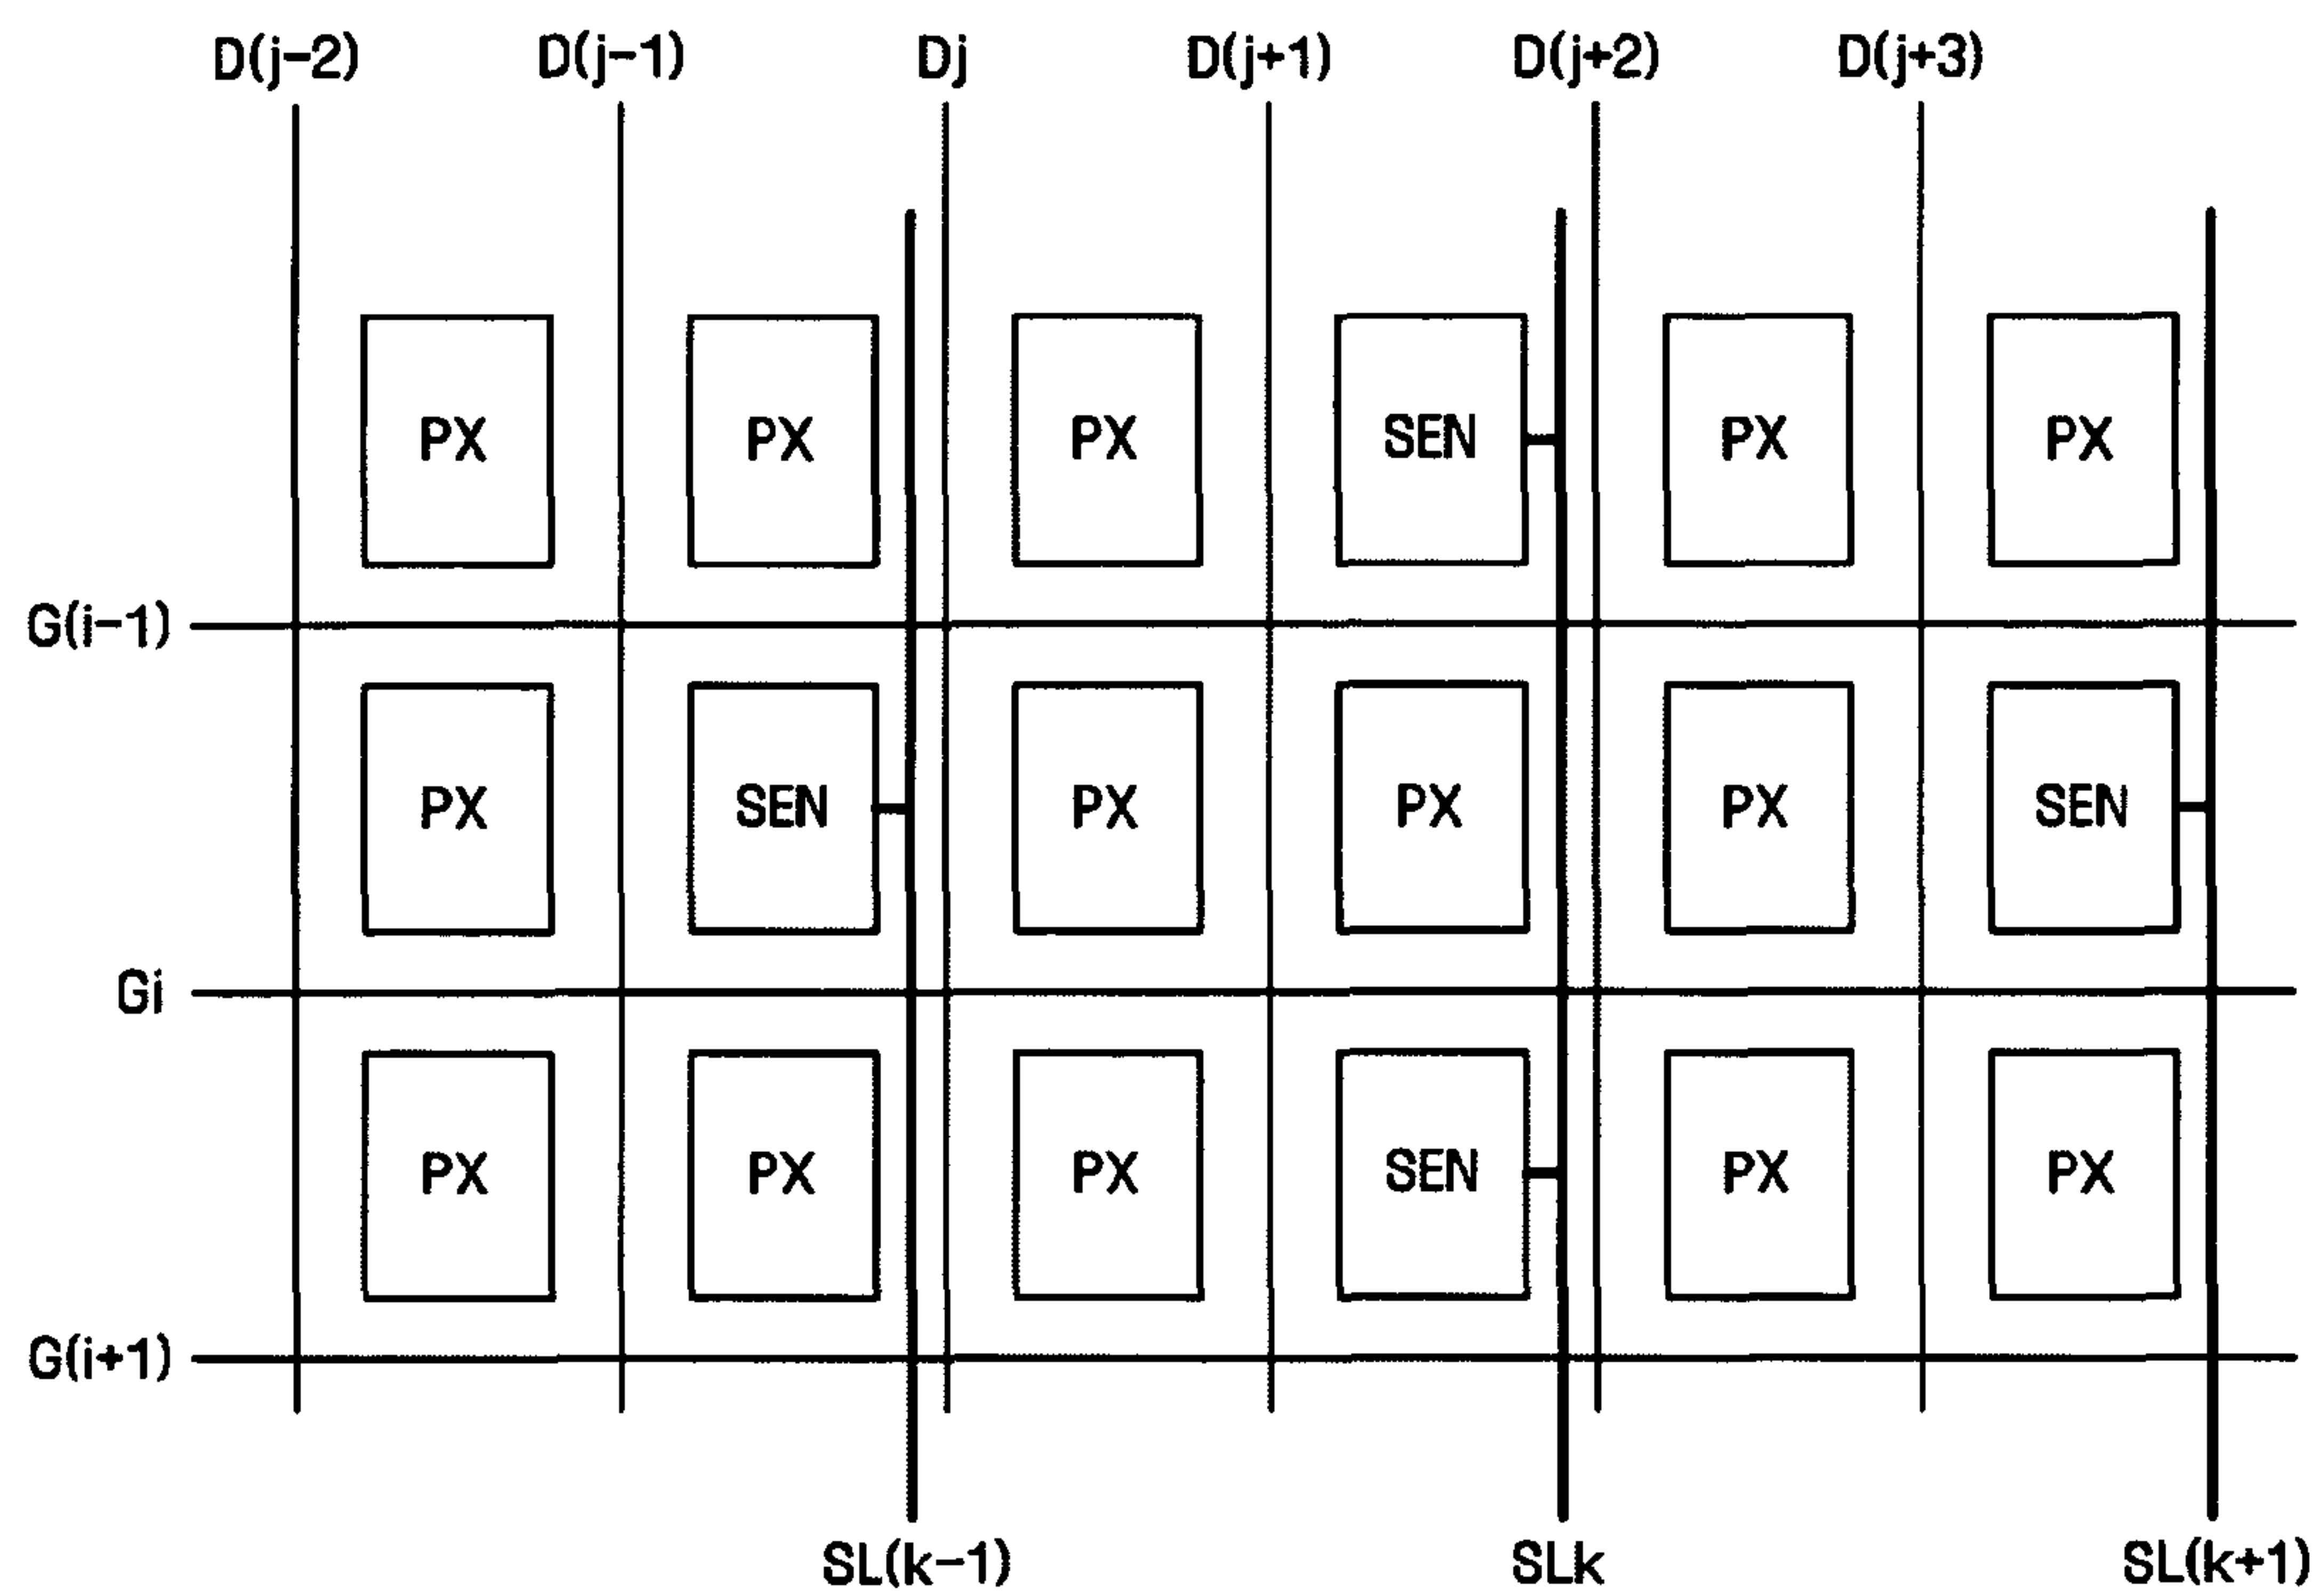 D(j-2) D(j-1) Dj D(j+1) D(j+2) D(j+3)
PX PX PX SEN PX PX
G(i-1)
PX SEN PX PX PX SEN
Gi
PX PX PX SEN PX PX
G(i+1)
SL(k-1) SLk SL(k+1)